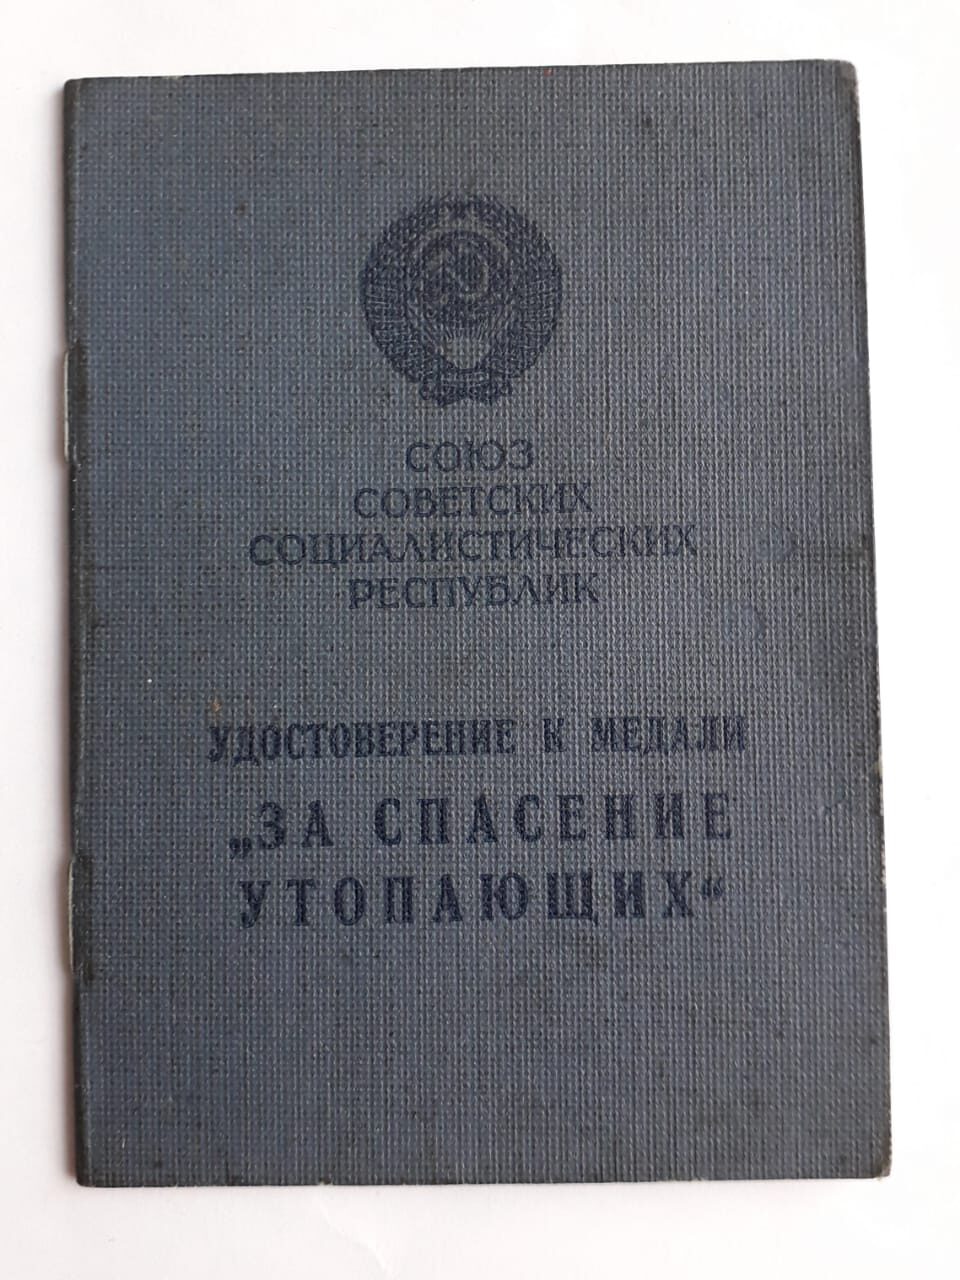 СОЮЗ
СОВЕТСКИХ
СОЦИАЛИСТИЧЕСКИХ
РЕСПУБЛИК
УДОСТОВЕРЕНИЕ К МЕДАЛИ
„ЗА СПАСЕНИЕ
УТОПАЮЩИХ“